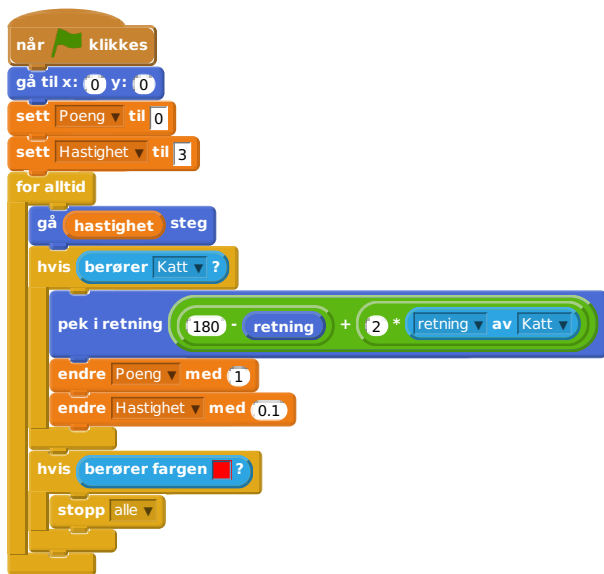 når klikkes
gå til x: 0 y: 0
sett Poeng til 0
sett Hastighet til 3
for alltid
gå hastighet steg
hvis berører Katt ?
pek i retning 180 - retning + 2 * retning av Katt
endre Poeng med 1
endre Hastighet med 0.1
hvis berører fargen ?
stopp alle